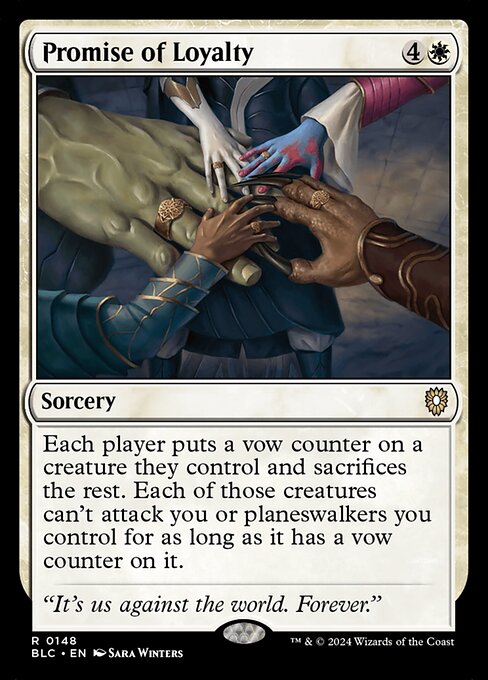 Promise of Loyalty 4
Sorcery
Each player puts a vow counter on a
creature they control and sacrifices
the rest. Each of those creatures
can't attack you or planeswalkers you
control for as long as it has a vow
counter on it.
“It's us against the world. Forever.”
R 0148
™ & © 2024 Wizards of the Coast
BLC • EN Sara Winters